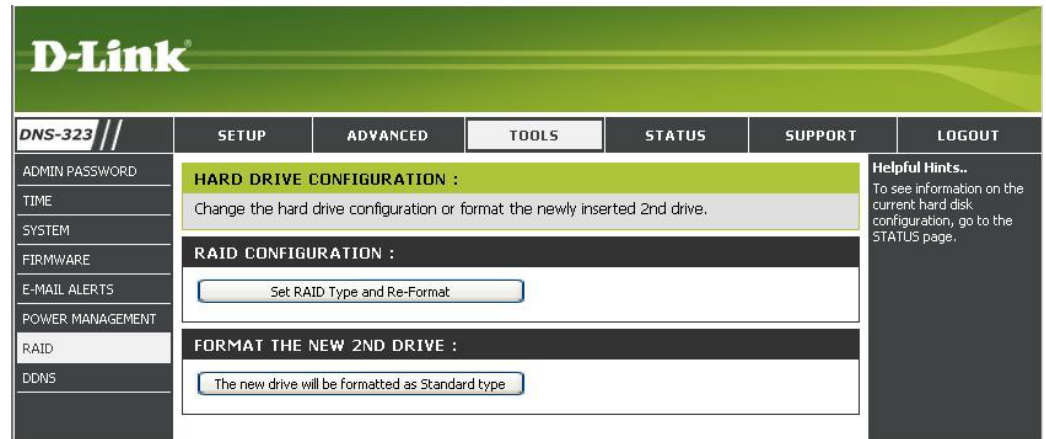 D-Link®
DNS-323
SETUP
ADVANCED
TOOLS
STATUS
SUPPORT
LOGOUT
ADMIN PASSWORD
TIME
SYSTEM
FIRMWARE
E-MAIL ALERTS
POWER MANAGEMENT
RAID
DDNS
HARD DRIVE CONFIGURATION :
Change the hard drive configuration or format the newly inserted 2nd drive.
RAID CONFIGURATION :
Set RAID Type and Re-Format
FORMAT THE NEW 2ND DRIVE :
The new drive will be formatted as Standard type
Helpful Hints..
To see information on the
current hard disk
configuration, go to the
STATUS page.